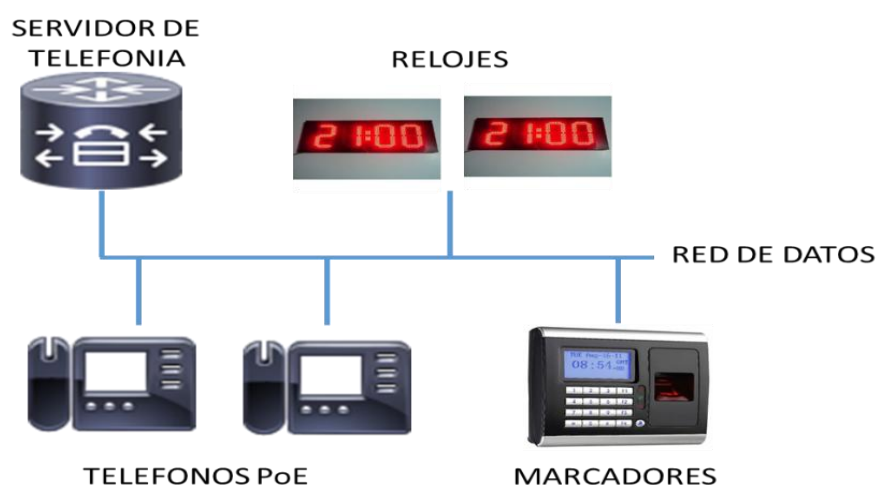 SERVIDOR DE
TELEFONIA
RELOJES
21:00
21:00
RED DE DATOS
08:54
TELEFONOS PoE
MARCADORES